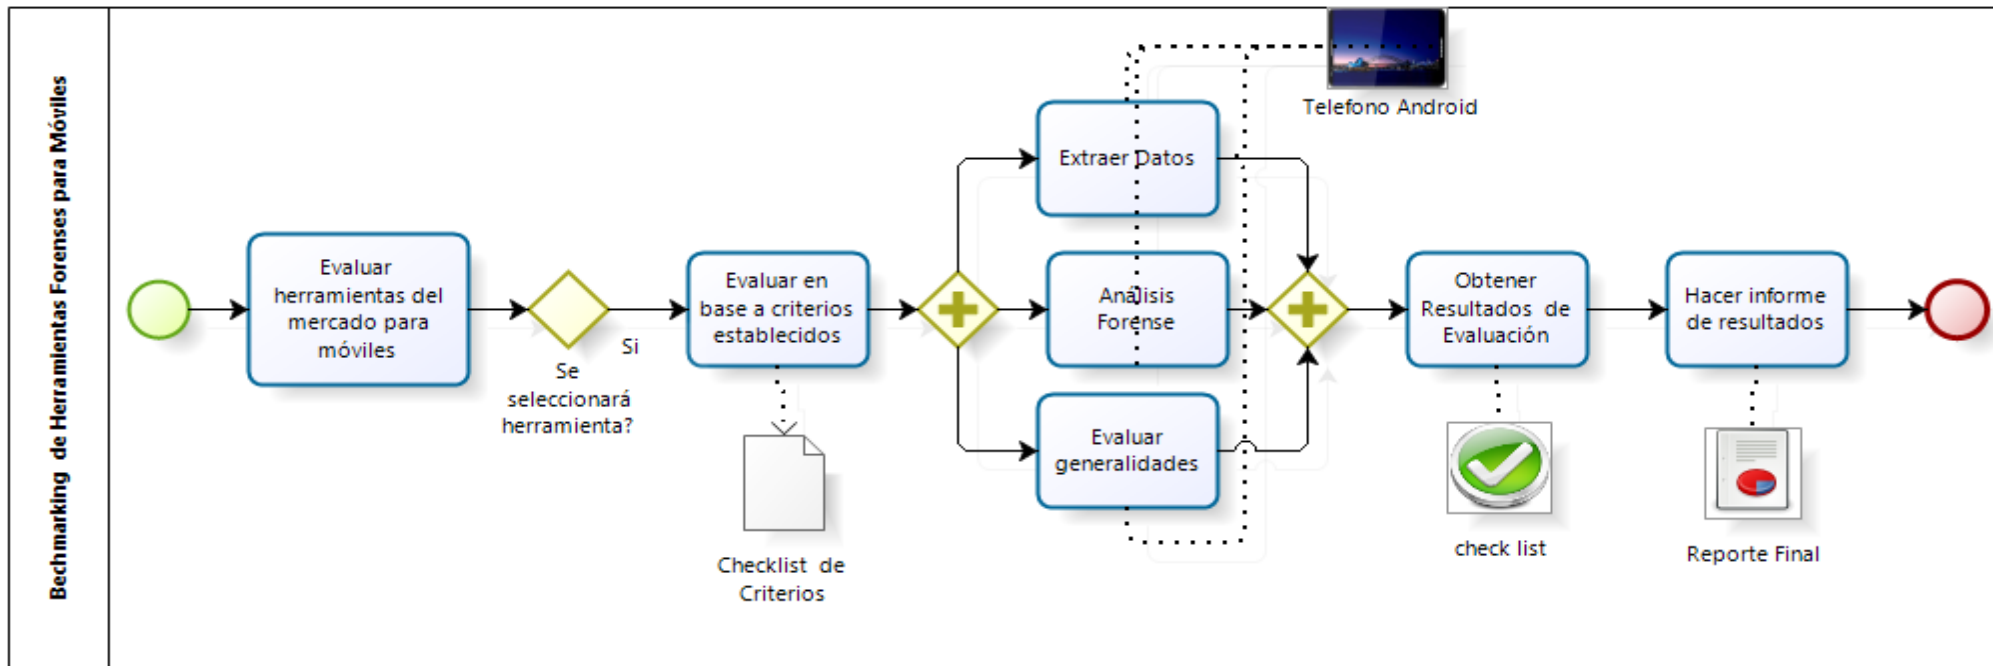 Bechmarking de Herramientas Forenses para Móviles
Evaluar
herramientas del
mercado para
móviles
Se
seleccionará
herramienta?
Si
Evaluar en
base a criterios
establecidos
Checklist de
Criterios
Extraer Datos
Análisis
Forense
Evaluar
generalidades
Telefono Android
Obtener
Resultados de
Evaluación
check list
Hacer informe
de resultados
Reporte Final